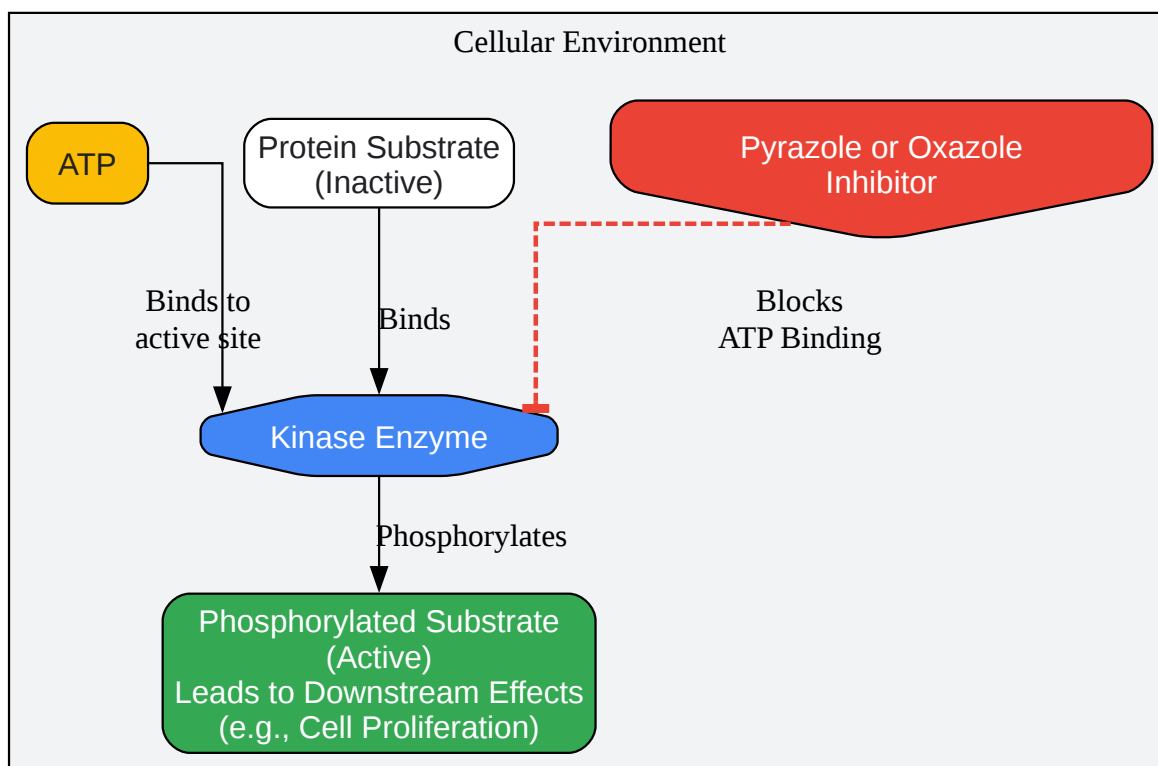 Cellular Environment
ATP
Protein Substrate
(Inactive)
Pyrazole or Oxazole
Inhibitor
Binds to
active site
Binds
Blocks
ATP Binding
Kinase Enzyme
Phosphorylates
Phosphorylated Substrate
(Active)
Leads to Downstream Effects
(e.g., Cell Proliferation)